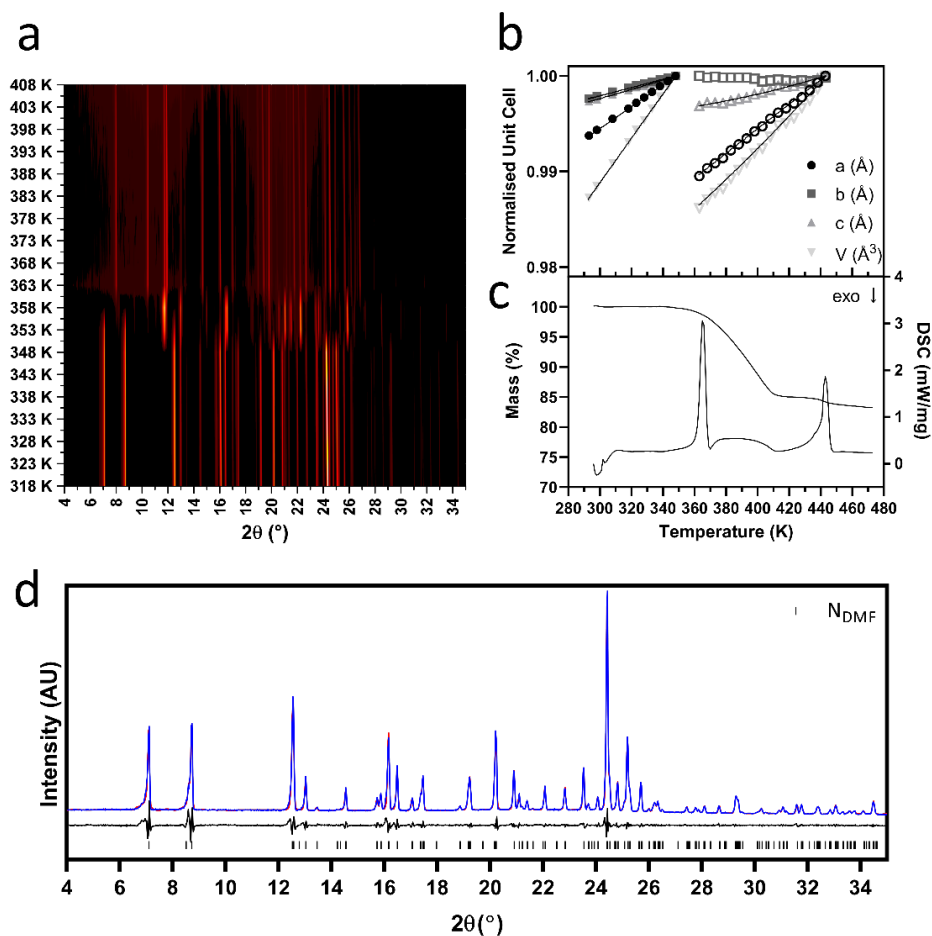 a
408 K
403 K
398 K
393 K
388 K
383 K
378 K
373 K
368 K
363 K
358 K
353 K
348 K
343 K
338 K
333 K
328 K
323 K
318 K
4 6 8 10 12 14 16 18 20 22 24 26 28 30 32 34
2θ (°)
b
Normalised Unit Cell
1.00
0.99
0.98
a (Å)
b (Å)
c (Å)
V (Å³)
c
exo ↓
Mass (%)
100
95
90
85
80
75
70
DSC (mW/mg)
4
3
2
1
0
280 300 320 340 360 380 400 420 440 460 480
Temperature (K)
d
N_DMF
Intensity (AU)
4 6 8 10 12 14 16 18 20 22 24 26 28 30 32 34
2θ(°)